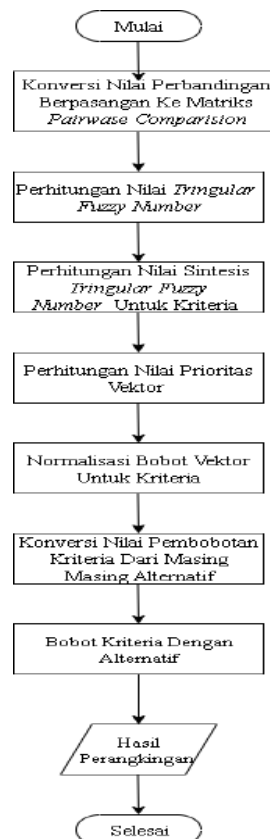 Mulai
Konversi Nilai Perbandingan
Berpasangan Ke Matriks
Pairwase Comparision
Perhitungan Nilai Tringular
Fuzzy Number
Perhitungan Nilai Sintesis
Tringular Fuzzy
Number Untuk Kriteria
Perhitungan Nilai Prioritas
Vektor
Normalisasi Bobot Vektor
Untuk Kriteria
Konversi Nilai Pembobotan
Kriteria Dari Masing
Masing Alternatif
Bobot Kriteria Dengan
Alternatif
Hasil
Perangkingan
Selesai